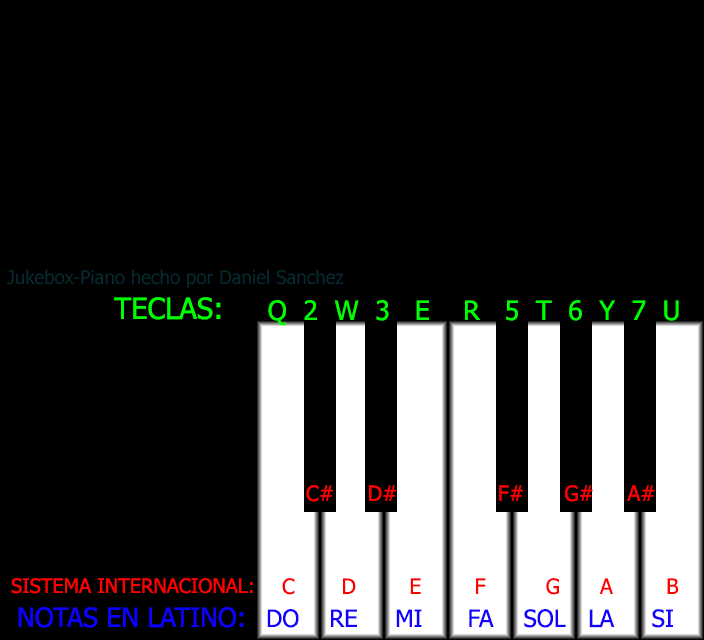 Jukebox-Piano hecho por Daniel Sanchez
TECLAS: Q 2 W 3 E R 5 T 6 Y 7 U
C# D# F# G# A#
SISTEMA INTERNACIONAL: C D E F G A B
NOTAS EN LATINO: DO RE MI FA SOL LA SI